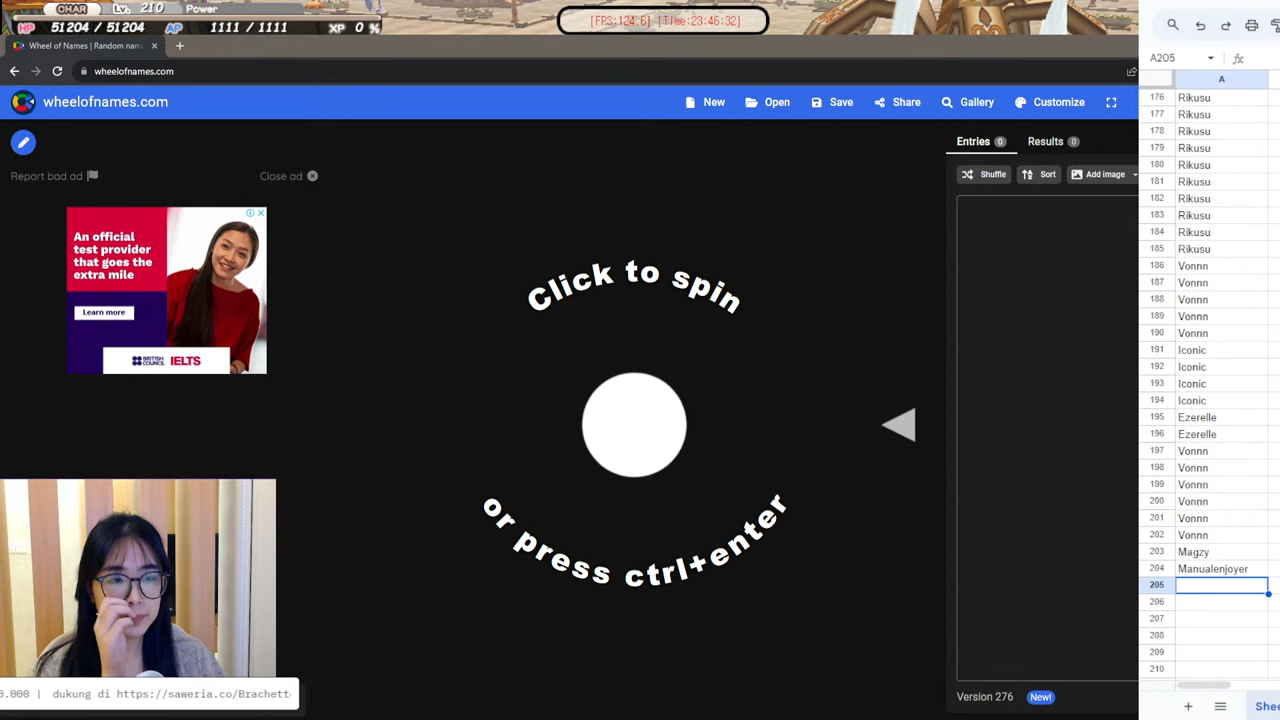 CHAR Lv. 210 Power
HP 51204 / 51204 AP 1111 / 1111 XP 0 %
[FPS:124.6] [Time:23:46:32]
Wheel of Names | Random nam
wheelofnames.com
wheelofnames.com
New
Open
Save
Share
Gallery
Customize
Report bad ad
Close ad
An official
test provider
that goes the
extra mile
Learn more
BRITISH
COUNCIL
IELTS
Click to spin
or press ctrl+enter
Entries 0
Results 0
Shuffle
Sort
Add image
Version 276
New!
0.000 | dukung di https://saweria.co/Brachett
A205
fx
A
176 Rikusu
177 Rikusu
178 Rikusu
179 Rikusu
180 Rikusu
181 Rikusu
182 Rikusu
183 Rikusu
184 Rikusu
185 Rikusu
186 Vonnn
187 Vonnn
188 Vonnn
189 Vonnn
190 Vonnn
191 Iconic
192 Iconic
193 Iconic
194 Iconic
195 Ezerelle
196 Ezerelle
197 Vonnn
198 Vonnn
199 Vonnn
200 Vonnn
201 Vonnn
202 Vonnn
203 Magzy
204 Manualenjoyer
205
206
207
208
209
210
Shee